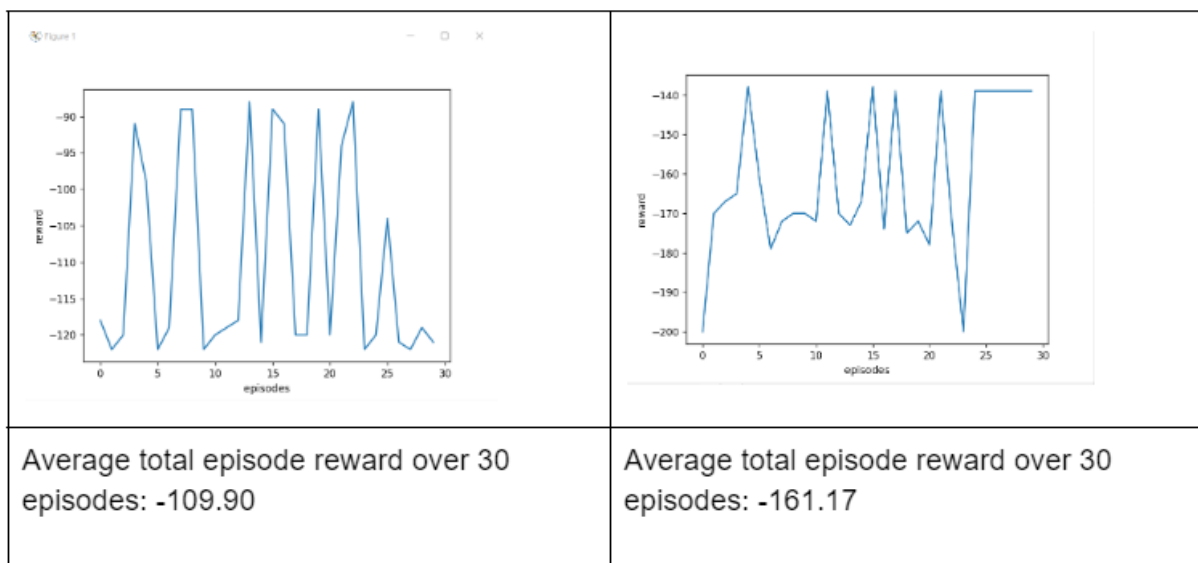 Figure 1
−90
−95
−100
−105
−110
−115
−120
reward
0 5 10 15 20 25 30
episodes
−140
−150
−160
−170
−180
−190
−200
reward
0 5 10 15 20 25 30
episodes
Average total episode reward over 30
episodes: -109.90
Average total episode reward over 30
episodes: -161.17